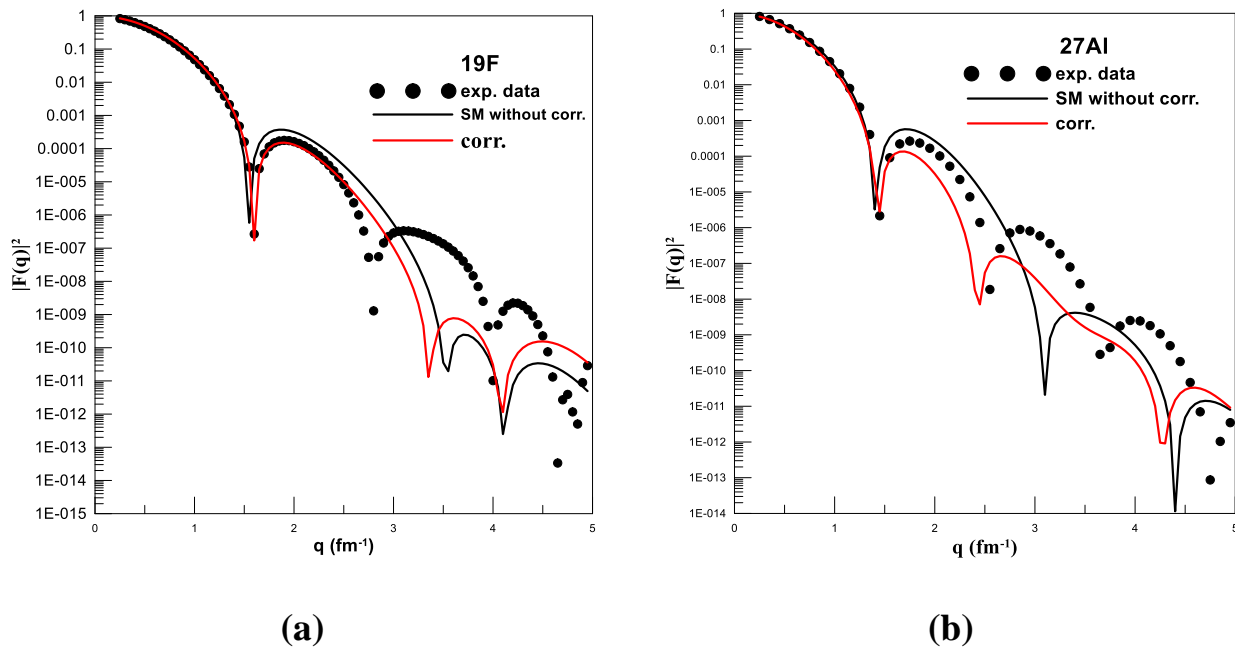 1
0.1
0.01
0.001
0.0001
1E-005
1E-006
1E-007
1E-008
1E-009
1E-010
1E-011
1E-012
1E-013
1E-014
1E-015
|F(q)|²
0 1 2 3 4 5
q (fm⁻¹)
19F
exp. data
SM without corr.
corr.
(a)
1
0.1
0.01
0.001
0.0001
1E-005
1E-006
1E-007
1E-008
1E-009
1E-010
1E-011
1E-012
1E-013
1E-014
|F(q)|²
0 1 2 3 4 5
q (fm⁻¹)
27Al
exp. data
SM without corr.
corr.
(b)